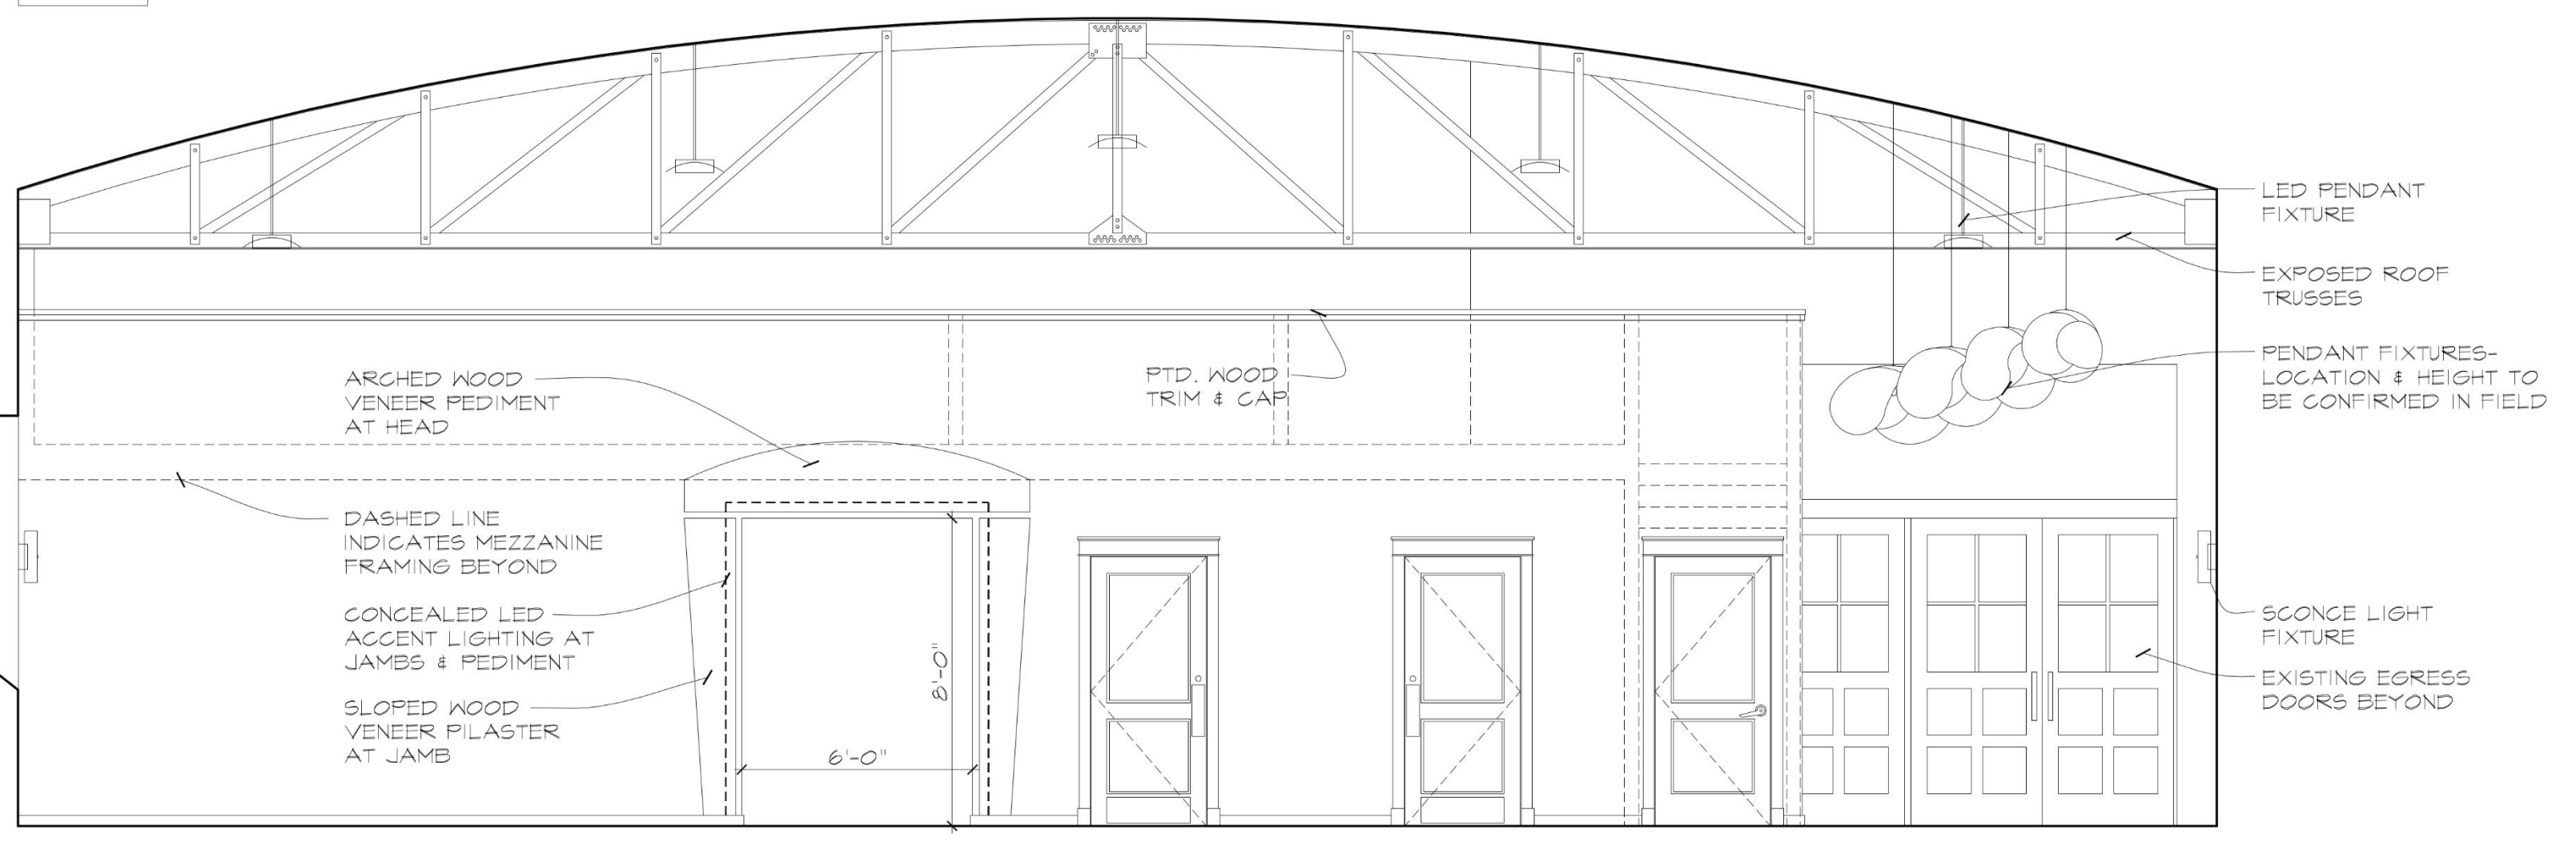 LED PENDANT
FIXTURE
EXPOSED ROOF
TRUSSES
PENDANT FIXTURES-
LOCATION & HEIGHT TO
BE CONFIRMED IN FIELD
ARCHED WOOD
VENEER PEDIMENT
AT HEAD
PTD. WOOD
TRIM & CAP
DASHED LINE
INDICATES MEZZANINE
FRAMING BEYOND
CONCEALED LED
ACCENT LIGHTING AT
JAMBS & PEDIMENT
SLOPED WOOD
VENEER PILASTER
AT JAMB
8'-0"
6'-0"
SCONCE LIGHT
FIXTURE
EXISTING EGRESS
DOORS BEYOND